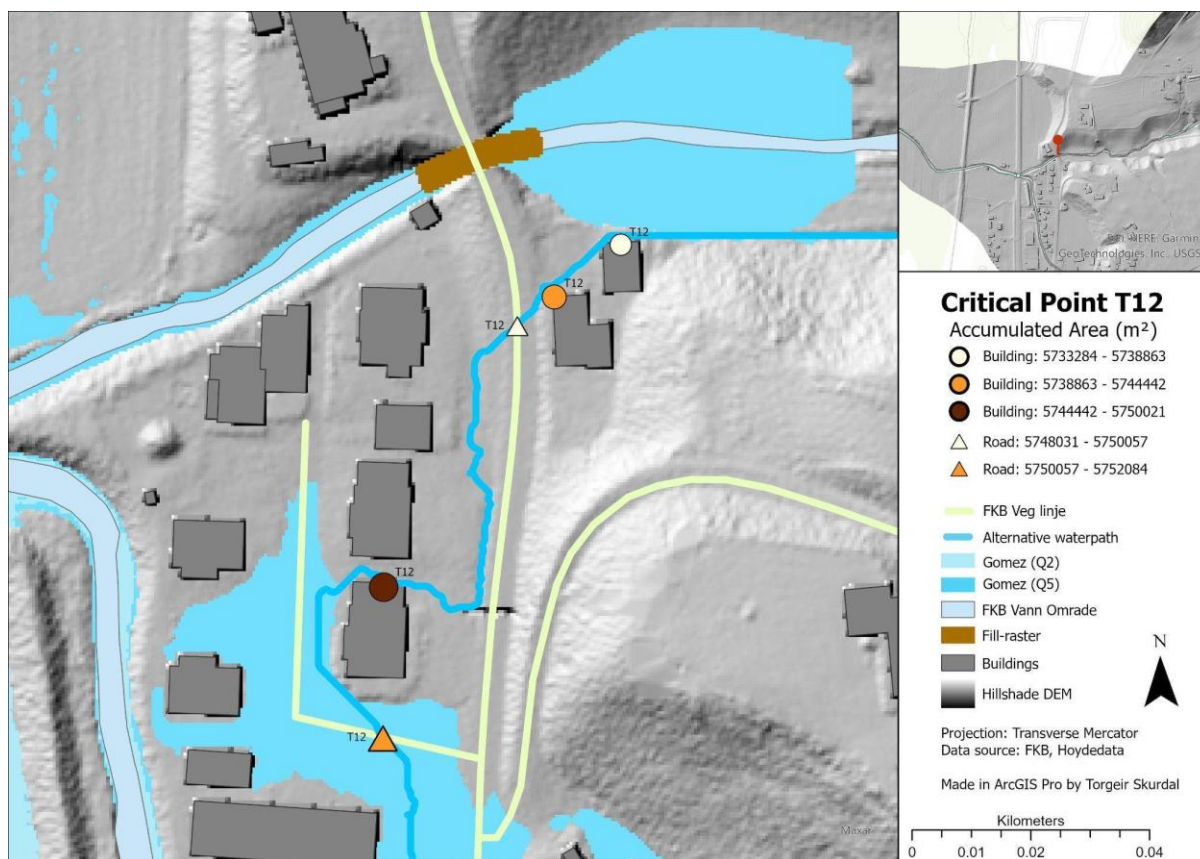 T12
T12
T12
T12
T12
Maxar
Esri, HERE, Garmin,
GeoTechnologies, Inc., USGS
Critical Point T12
Accumulated Area (m²)
Building: 5733284 - 5738863
Building: 5738863 - 5744442
Building: 5744442 - 5750021
Road: 5748031 - 5750057
Road: 5750057 - 5752084
FKB Veg linje
Alternative waterpath
Gomez (Q2)
Gomez (Q5)
FKB Vann Omrade
Fill-raster
Buildings
Hillshade DEM
N
Projection: Transverse Mercator
Data source: FKB, Hoydedata
Made in ArcGIS Pro by Torgeir Skurdal
Kilometers
0 0.01 0.02 0.04